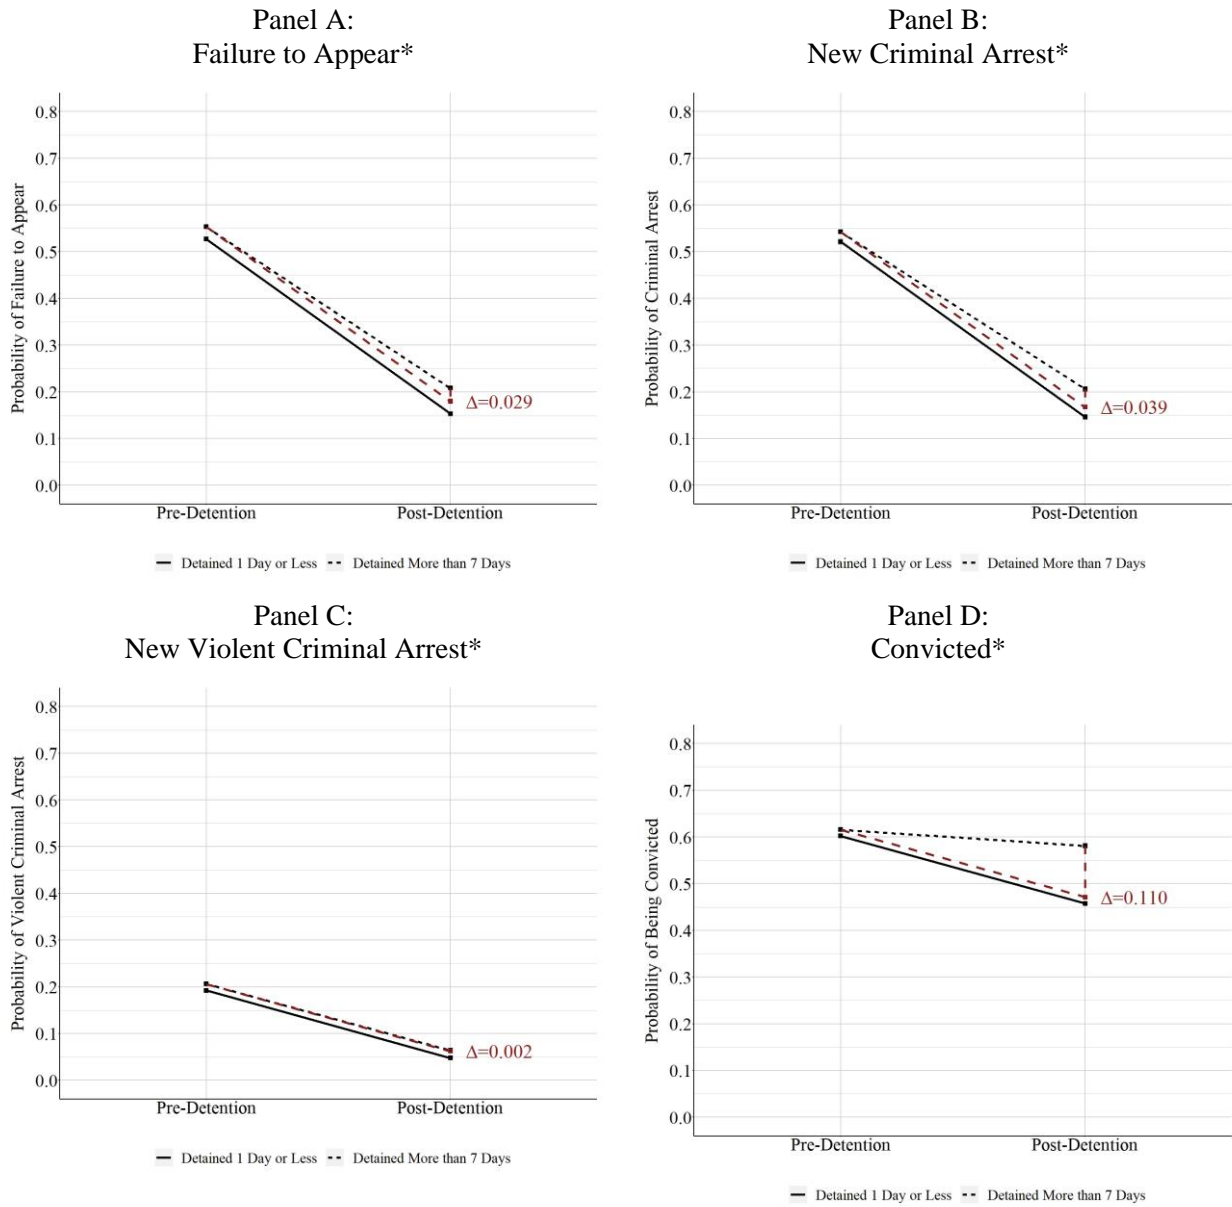 Panel A:
Failure to Appear*
Probability of Failure to Appear
0.8
0.7
0.6
0.5
0.4
0.3
0.2
0.1
0.0
Δ=0.029
Pre-Detention Post-Detention
Detained 1 Day or Less Detained More than 7 Days
Panel B:
New Criminal Arrest*
Probability of Criminal Arrest
0.8
0.7
0.6
0.5
0.4
0.3
0.2
0.1
0.0
Δ=0.039
Pre-Detention Post-Detention
Detained 1 Day or Less Detained More than 7 Days
Panel C:
New Violent Criminal Arrest*
Probability of Violent Criminal Arrest
0.8
0.7
0.6
0.5
0.4
0.3
0.2
0.1
0.0
Δ=0.002
Pre-Detention Post-Detention
Detained 1 Day or Less Detained More than 7 Days
Panel D:
Convicted*
Probability of Being Convicted
0.8
0.7
0.6
0.5
0.4
0.3
0.2
0.1
0.0
Δ=0.110
Pre-Detention Post-Detention
Detained 1 Day or Less Detained More than 7 Days